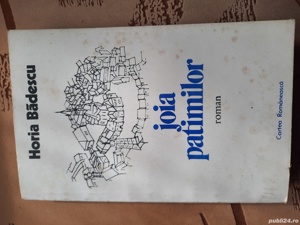 Horia Bădescu
joia
patimilor
roman
Cartea Românească
publi24.ro